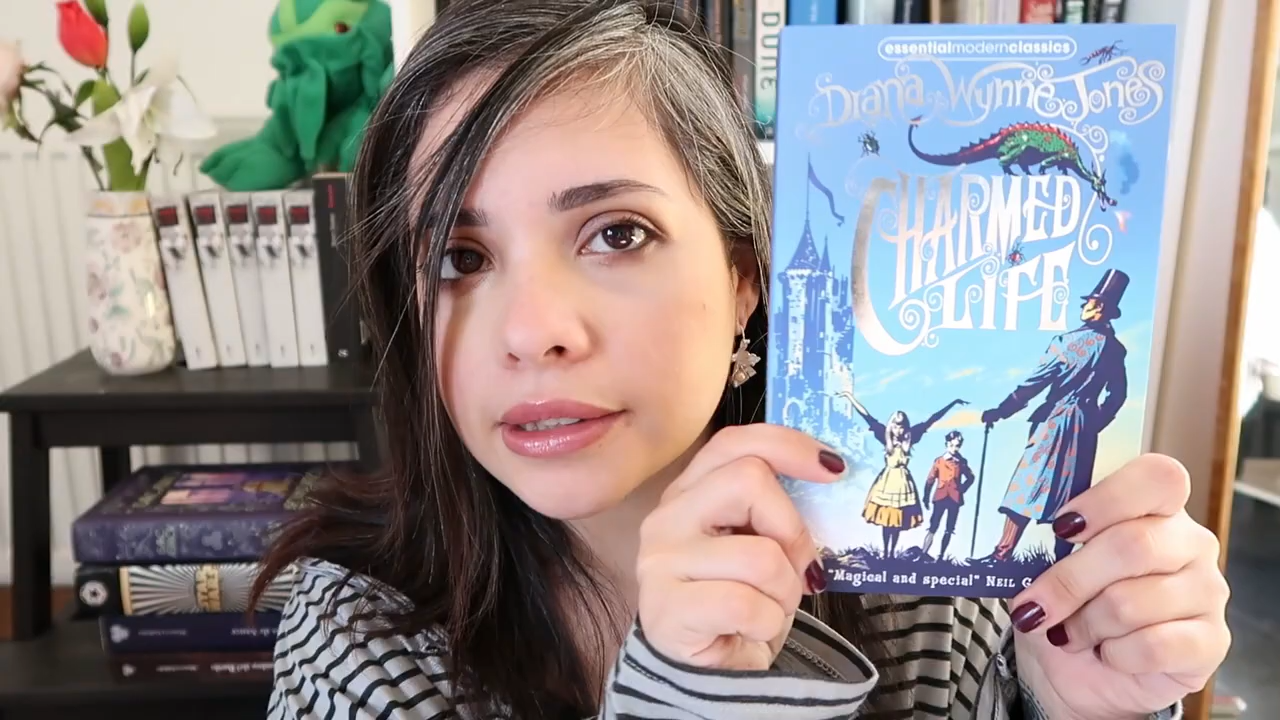 DUNE
essentialmodernclassics
Diana Wynne Jones
CHARMED
LIFE
"Magical and special" NEIL G